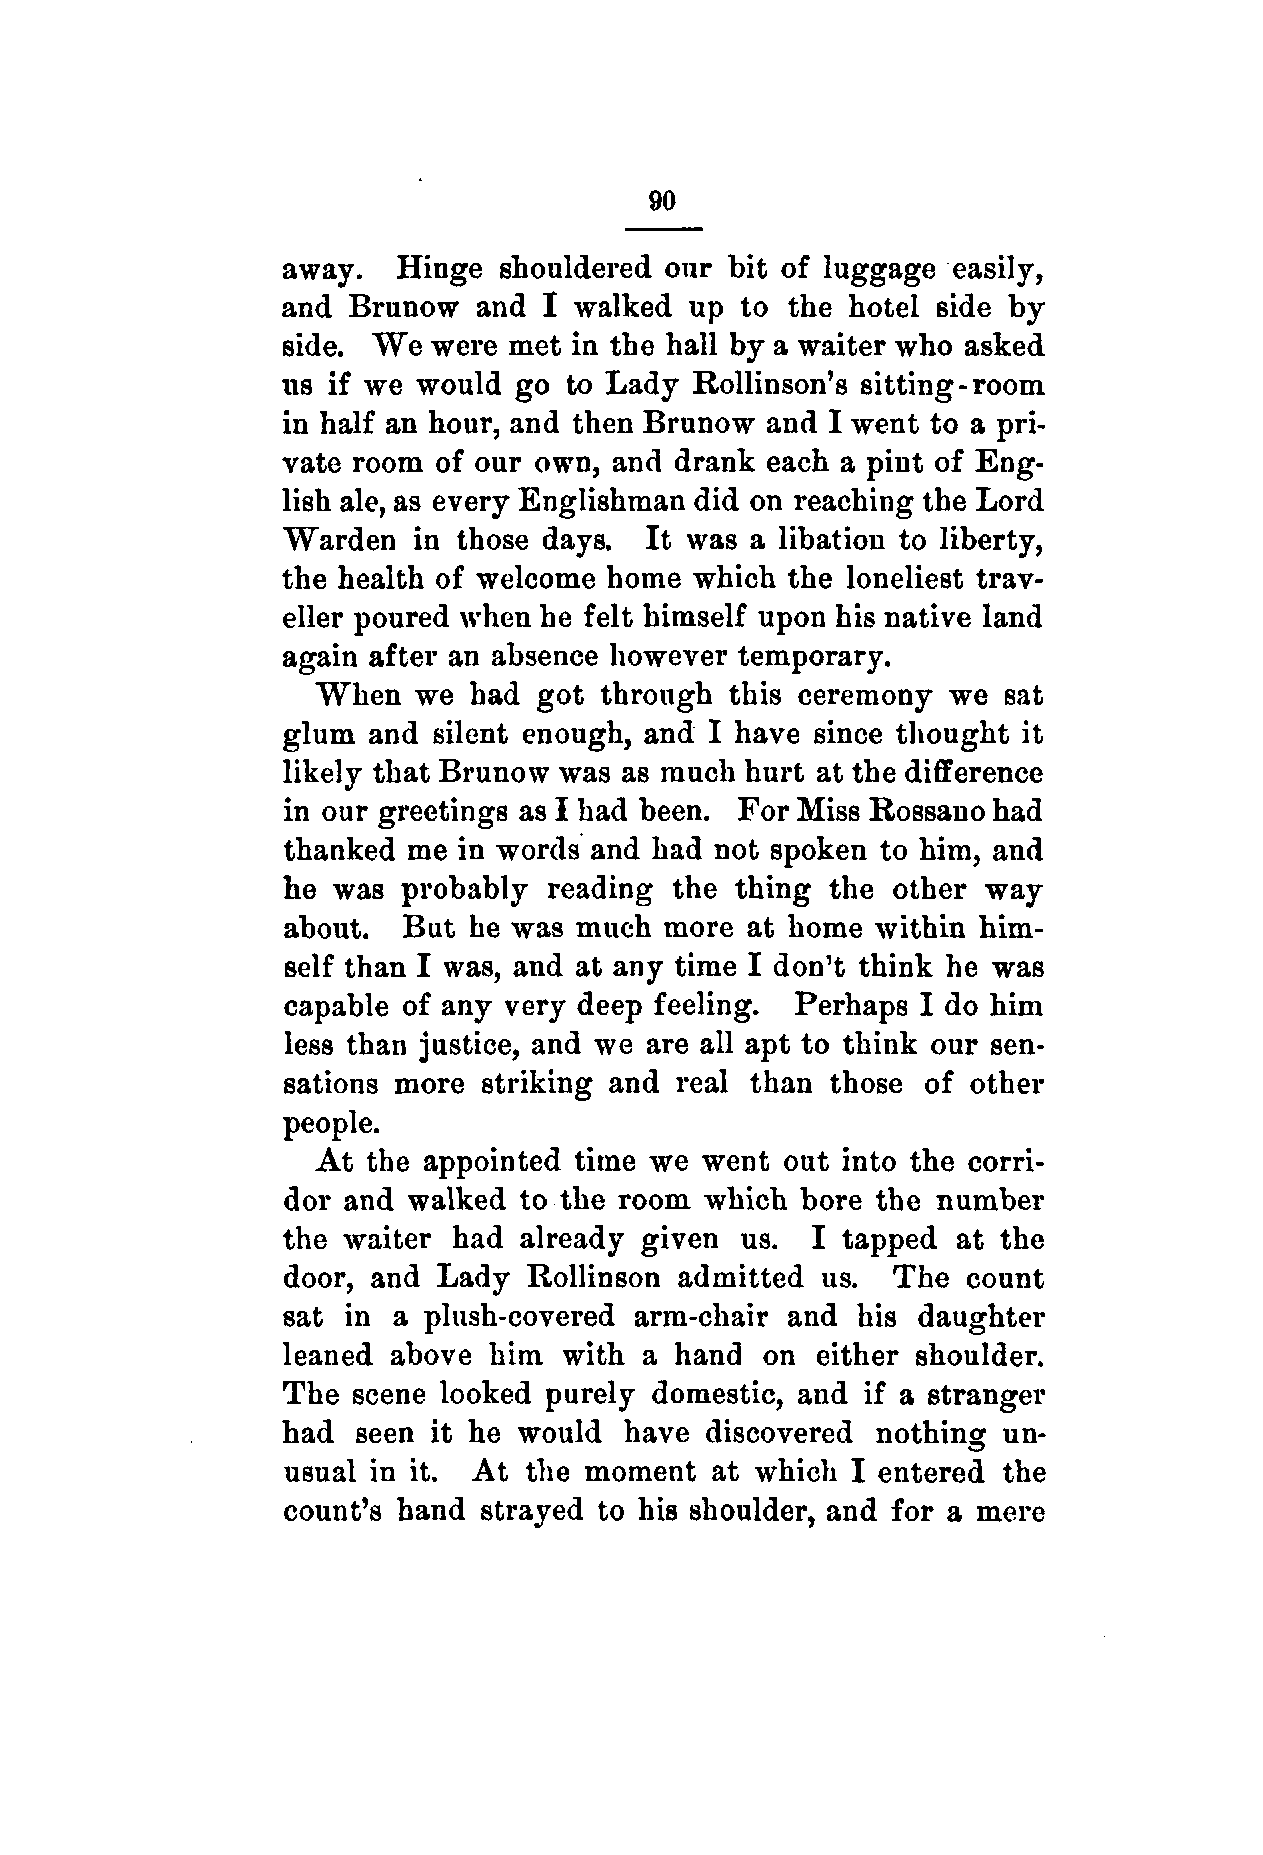 90
away. Hinge shouldered our bit of luggage easily,
and Brunow and I walked up to the hotel side by
side. We were met in the hall by a waiter who asked
us if we would go to Lady Rollinson's sitting-room
in half an hour, and then Brunow and I went to a pri-
vate room of our own, and drank each a pint of Eng-
lish ale, as every Englishman did on reaching the Lord
Warden in those days. It was a libation to liberty,
the health of welcome home which the loneliest trav-
eller poured when he felt himself upon his native land
again after an absence however temporary.
When we had got through this ceremony we sat
glum and silent enough, and I have since thought it
likely that Brunow was as much hurt at the difference
in our greetings as I had been. For Miss Rossano had
thanked me in words and had not spoken to him, and
he was probably reading the thing the other way
about. But he was much more at home within him-
self than I was, and at any time I don't think he was
capable of any very deep feeling. Perhaps I do him
less than justice, and we are all apt to think our sen-
sations more striking and real than those of other
people.
At the appointed time we went out into the corri-
dor and walked to the room which bore the number
the waiter had already given us. I tapped at the
door, and Lady Rollinson admitted us. The count
sat in a plush-covered arm-chair and his daughter
leaned above him with a hand on either shoulder.
The scene looked purely domestic, and if a stranger
had seen it he would have discovered nothing un-
usual in it. At the moment at which I entered the
count's hand strayed to his shoulder, and for a mere